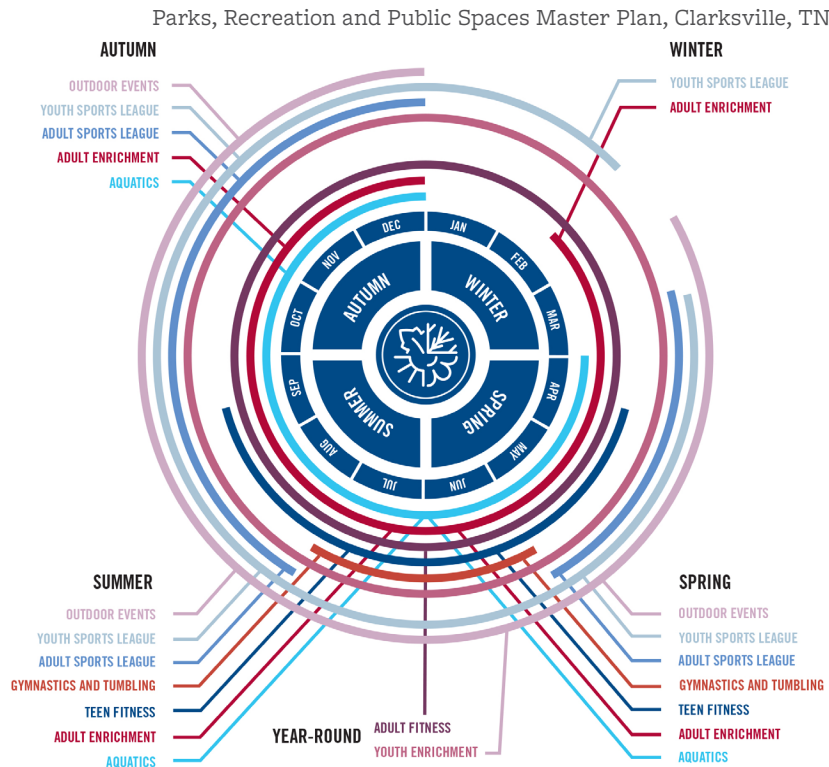 Parks, Recreation and Public Spaces Master Plan, Clarksville, TN
AUTUMN
OUTDOOR EVENTS
YOUTH SPORTS LEAGUE
ADULT SPORTS LEAGUE
ADULT ENRICHMENT
AQUATICS
WINTER
YOUTH SPORTS LEAGUE
ADULT ENRICHMENT
JAN
FEB
MAR
APR
MAY
JUN
JUL
AUG
SEP
OCT
NOV
DEC
AUTUMN
WINTER
SPRING
SUMMER
SUMMER
OUTDOOR EVENTS
YOUTH SPORTS LEAGUE
ADULT SPORTS LEAGUE
GYMNASTICS AND TUMBLING
TEEN FITNESS
ADULT ENRICHMENT
AQUATICS
YEAR-ROUND
ADULT FITNESS
YOUTH ENRICHMENT
SPRING
OUTDOOR EVENTS
YOUTH SPORTS LEAGUE
ADULT SPORTS LEAGUE
GYMNASTICS AND TUMBLING
TEEN FITNESS
ADULT ENRICHMENT
AQUATICS